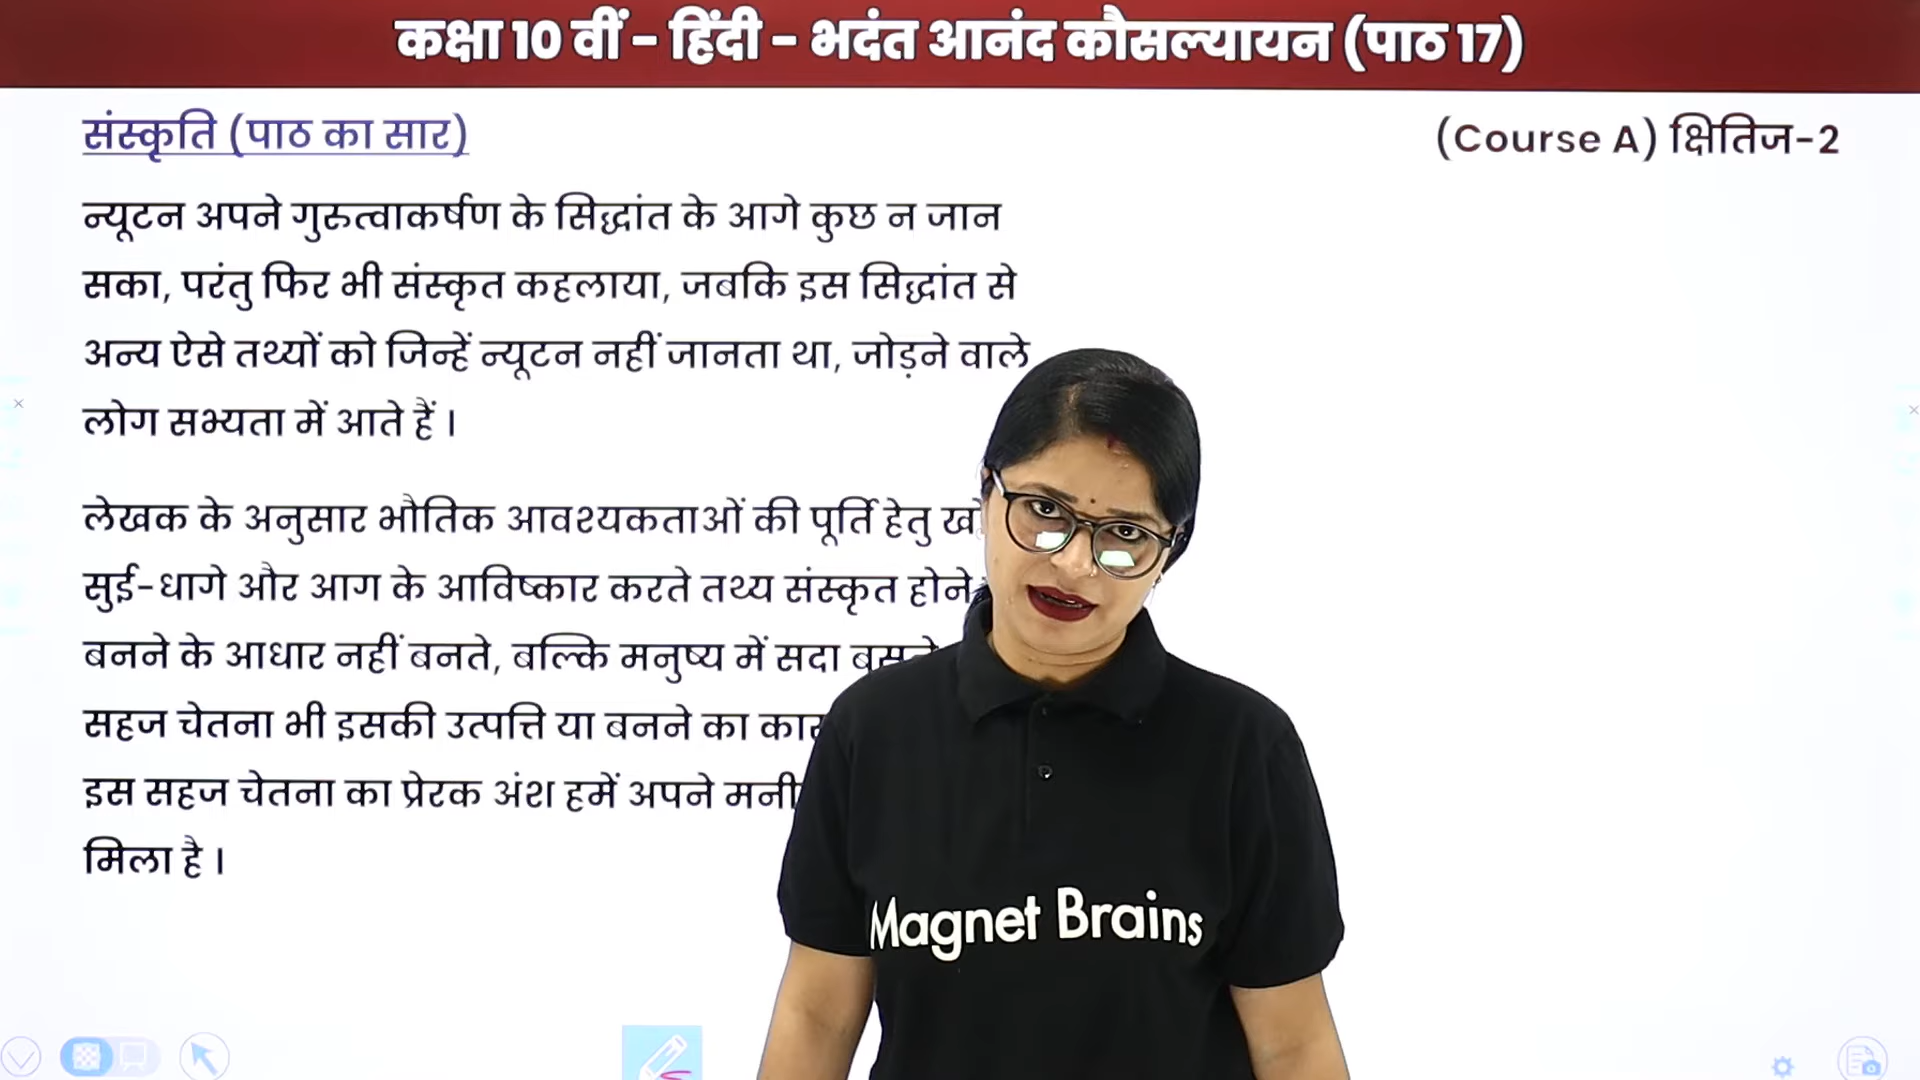 कक्षा 10 वीं - हिंदी - भदंत आनंद कौसल्यायन (पाठ 17)
संस्कृति (पाठ का सार)
(Course A) क्षितिज-2
न्यूटन अपने गुरुत्वाकर्षण के सिद्धांत के आगे कुछ न जान
सका, परंतु फिर भी संस्कृत कहलाया, जबकि इस सिद्धांत से
अन्य ऐसे तथ्यों को जिन्हें न्यूटन नहीं जानता था, जोड़ने वाले
लोग सभ्यता में आते हैं ।
लेखक के अनुसार भौतिक आवश्यकताओं की पूर्ति हेतु
सुई-धागे और आग के आविष्कार करते तथ्य संस्कृत होने
बनने के आधार नहीं बनते, बल्कि मनुष्य में सदा
सहज चेतना भी इसकी उत्पत्ति या बनने का
इस सहज चेतना का प्रेरक अंश हमें अपने
मिला है ।
Magnet Brains